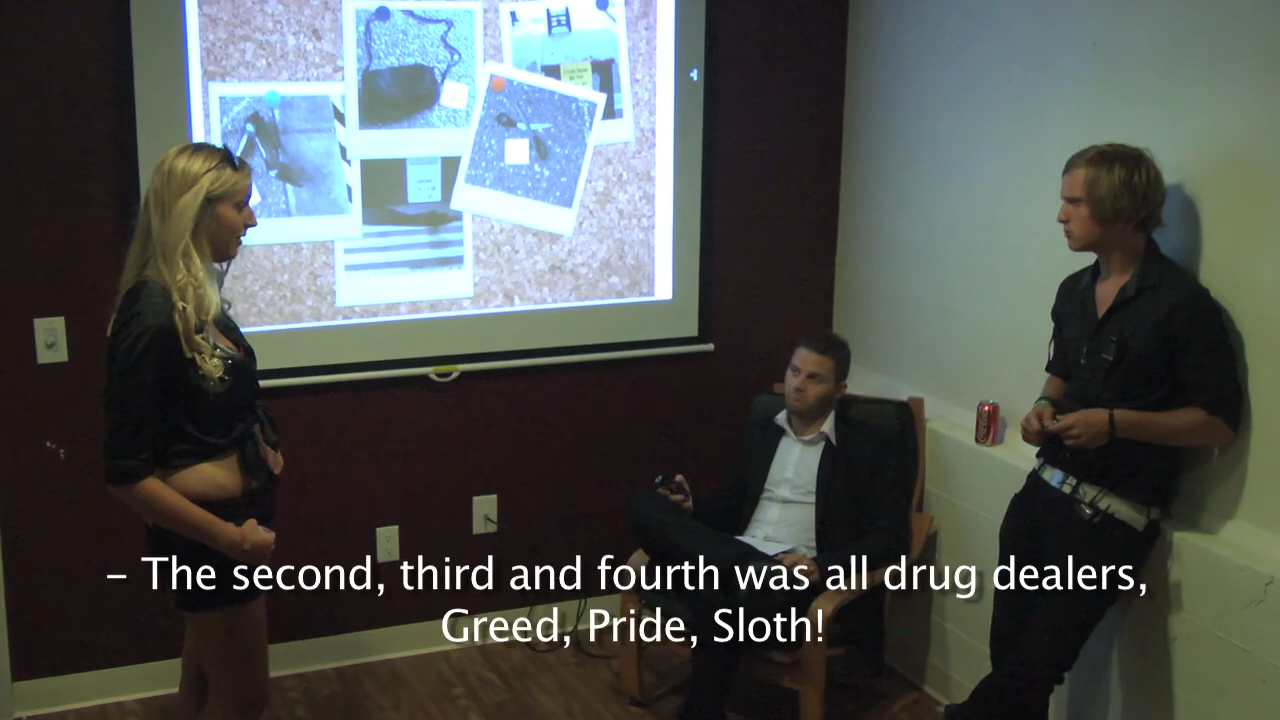 – The second, third and fourth was all drug dealers,
Greed, Pride, Sloth!